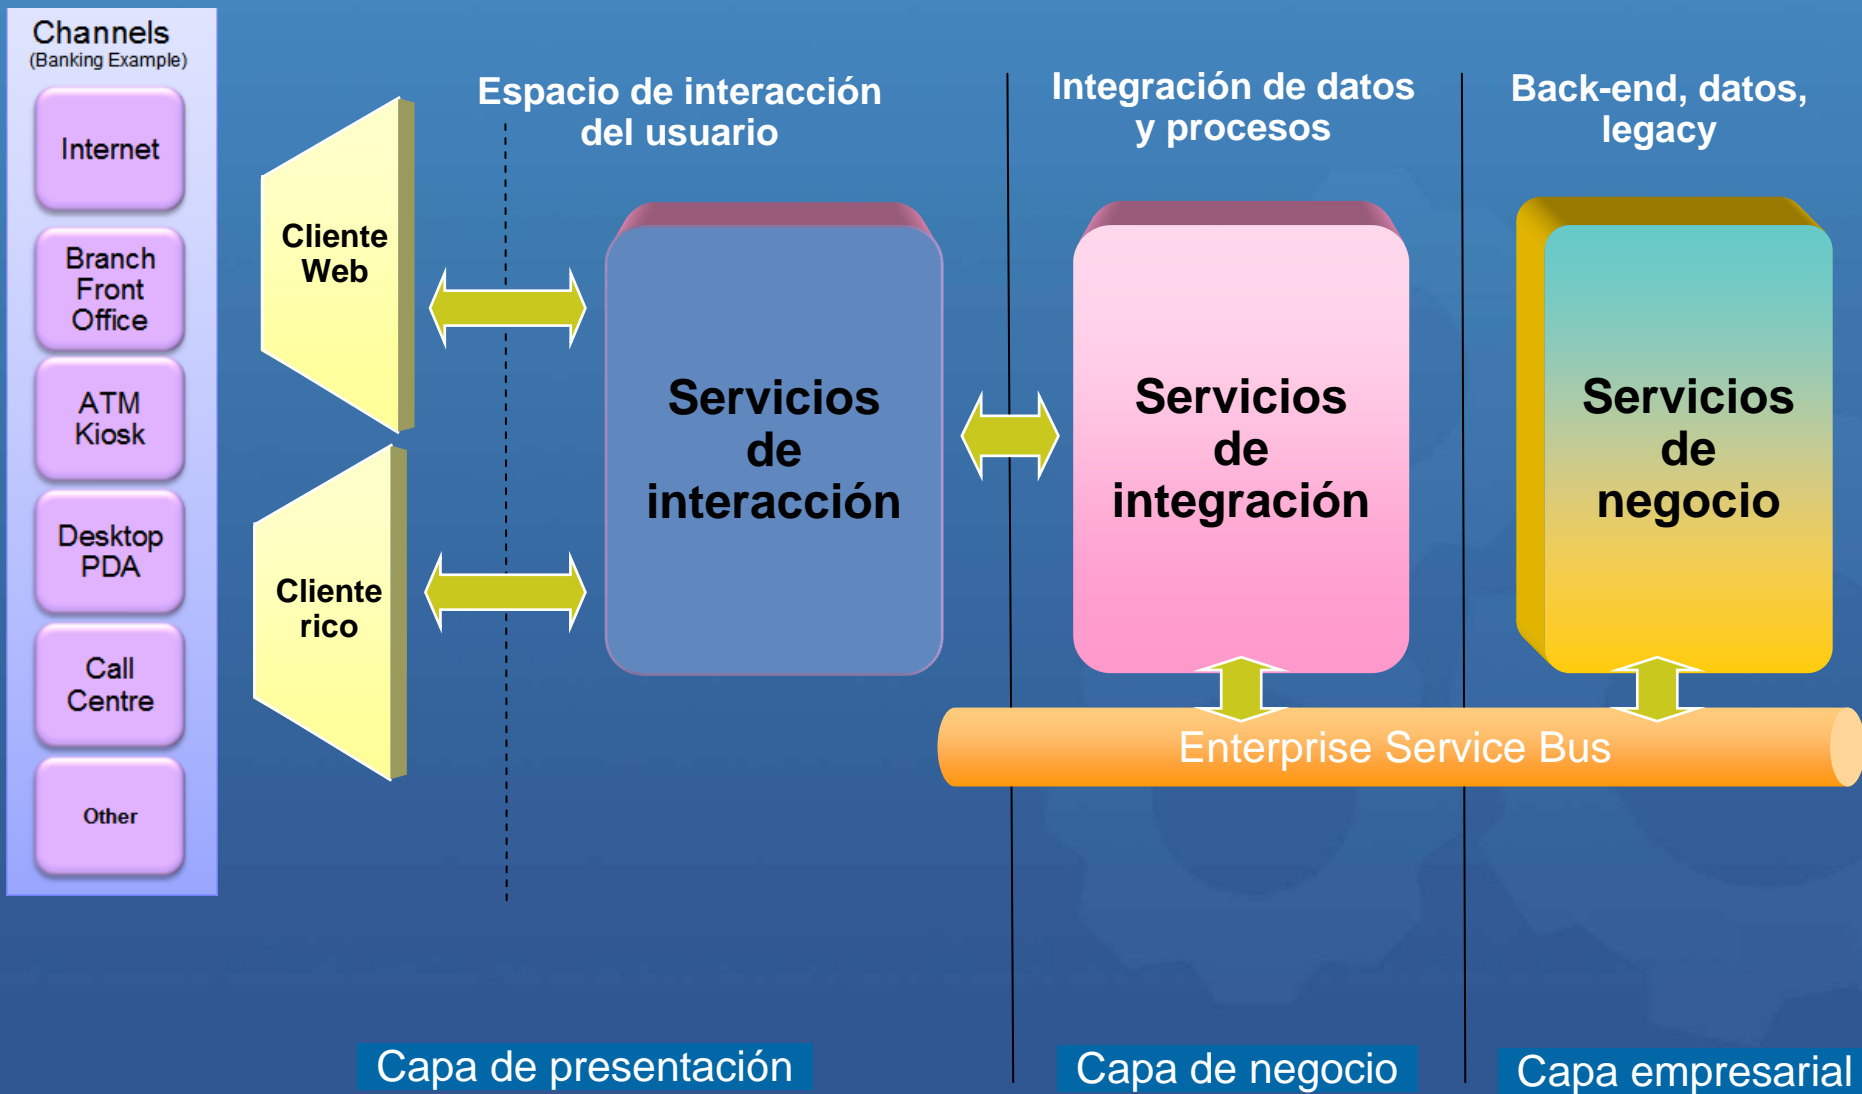 Channels
(Banking Example)
Internet
Branch
Front
Office
ATM
Kiosk
Desktop
PDA
Call
Centre
Other
Cliente
Web
Cliente
rico
Espacio de interacción
del usuario
Servicios
de
interacción
Integración de datos
y procesos
Servicios
de
integración
Back-end, datos,
legacy
Servicios
de
negocio
Enterprise Service Bus
Capa de presentación
Capa de negocio
Capa empresarial